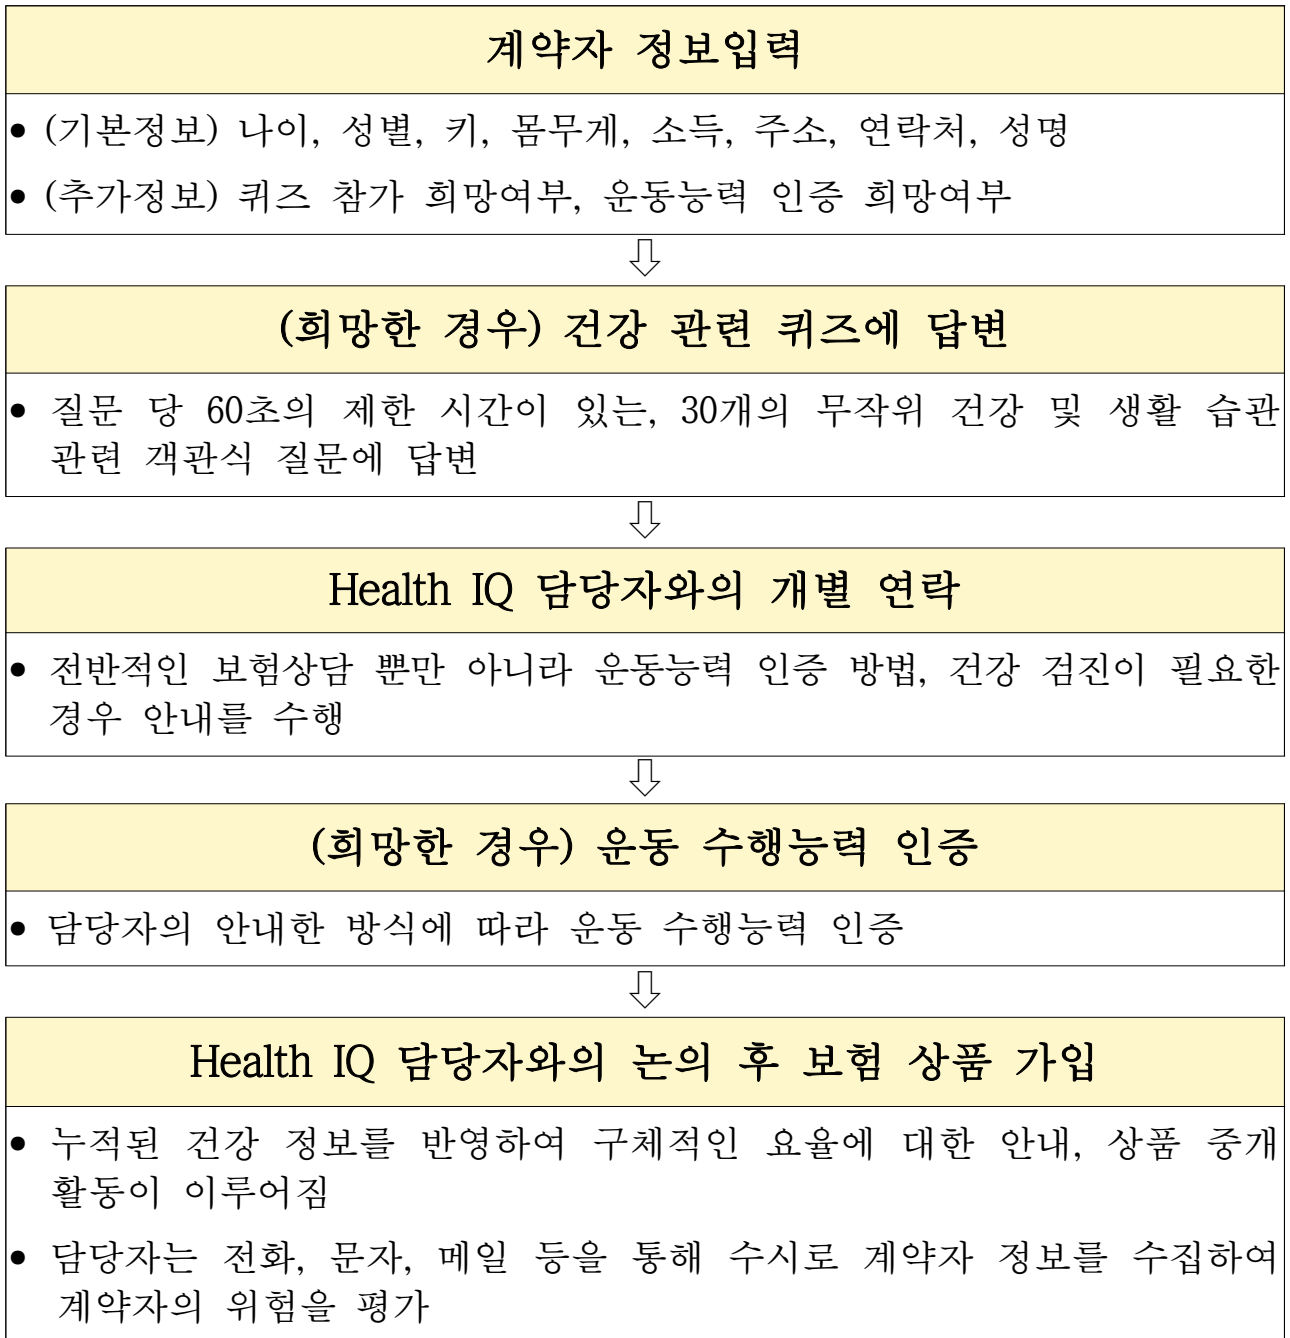 계약자 정보입력
• (기본정보) 나이, 성별, 키, 몸무게, 소득, 주소, 연락처, 성명
• (추가정보) 퀴즈 참가 희망여부, 운동능력 인증 희망여부
(희망한 경우) 건강 관련 퀴즈에 답변
• 질문 당 60초의 제한 시간이 있는, 30개의 무작위 건강 및 생활 습관
관련 객관식 질문에 답변
Health IQ 담당자와의 개별 연락
• 전반적인 보험상담 뿐만 아니라 운동능력 인증 방법, 건강 검진이 필요한
경우 안내를 수행
(희망한 경우) 운동 수행능력 인증
• 담당자의 안내한 방식에 따라 운동 수행능력 인증
Health IQ 담당자와의 논의 후 보험 상품 가입
• 누적된 건강 정보를 반영하여 구체적인 요율에 대한 안내, 상품 중개
활동이 이루어짐
• 담당자는 전화, 문자, 메일 등을 통해 수시로 계약자 정보를 수집하여
계약자의 위험을 평가